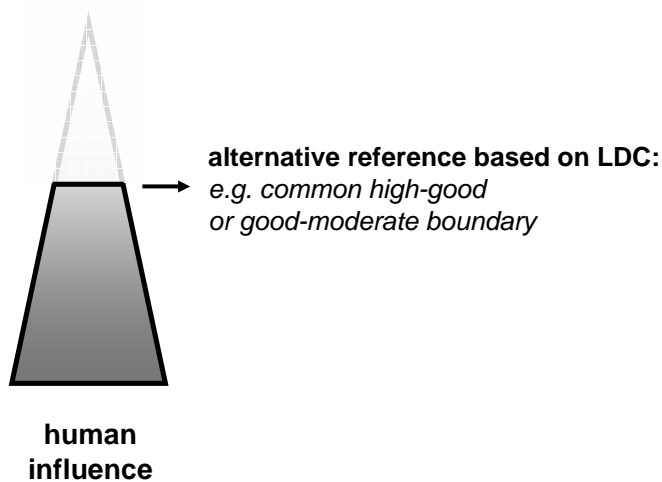 alternative reference based on LDC:
e.g. common high-good
or good-moderate boundary
human
influence